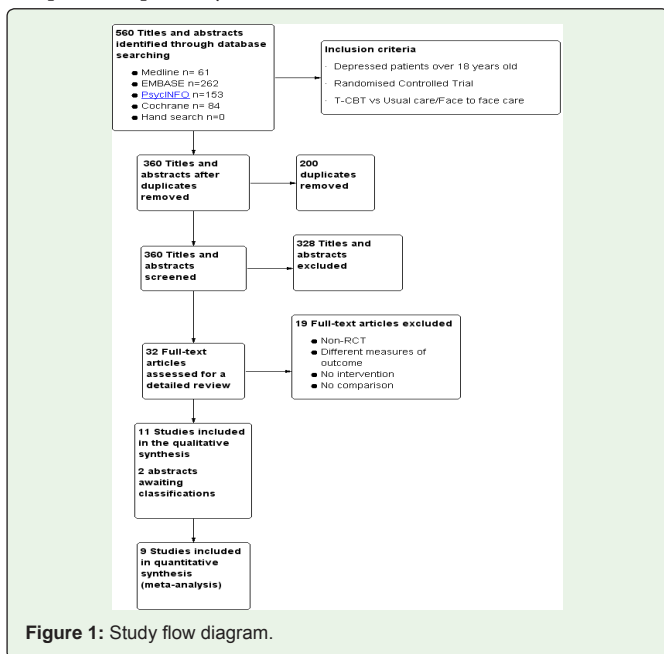 560 Titles and abstracts
identified through database
searching
● Medline n= 61
● EMBASE n=262
● PsycINFO n=153
● Cochrane n= 84
● Hand search n=0
Inclusion criteria
· Depressed patients over 18 years old
· Randomised Controlled Trial
· T-CBT vs Usual care/Face to face care
360 Titles and
abstracts after
duplicates
removed
200
duplicates
removed
360 Titles and
abstracts
screened
328 Titles and
abstracts
excluded
32 Full-text
articles
assessed for a
detailed review
19 Full-text articles excluded
● Non-RCT
● Different measures of
outcome
● No intervention
● No comparison
11 Studies included
in the qualitative
synthesis
2 abstracts
awaiting
classifications
9 Studies included
in quantitative
synthesis
(meta-analysis)
Figure 1: Study flow diagram.